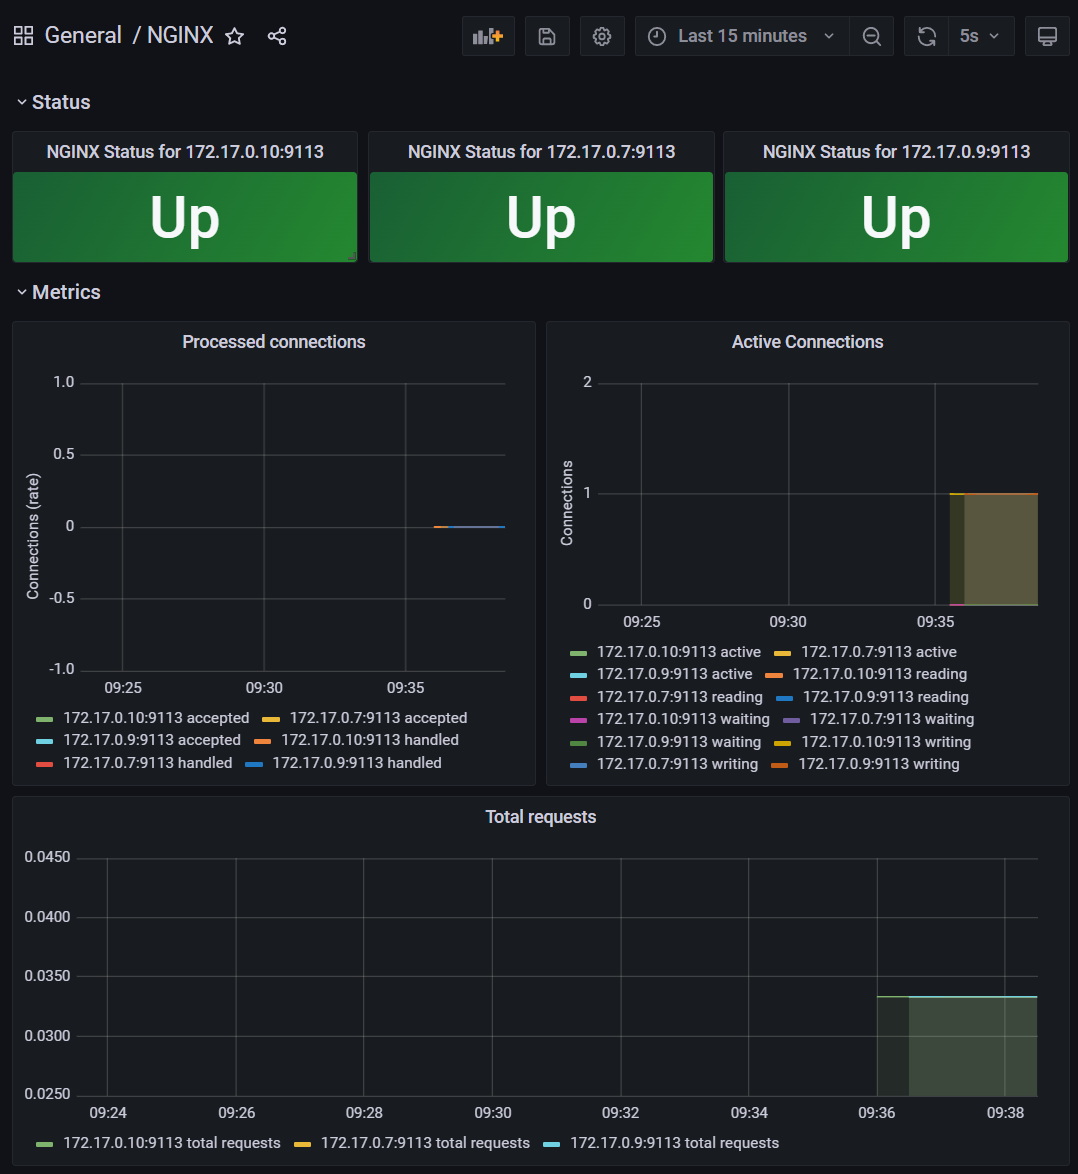 General / NGINX
Last 15 minutes
5s
Status
NGINX Status for 172.17.0.10:9113
NGINX Status for 172.17.0.7:9113
NGINX Status for 172.17.0.9:9113
Up
Up
Up
Metrics
Processed connections
Connections (rate)
1.0
0.5
0
-0.5
-1.0
09:25 09:30 09:35
172.17.0.10:9113 accepted 172.17.0.7:9113 accepted
172.17.0.9:9113 accepted 172.17.0.10:9113 handled
172.17.0.7:9113 handled 172.17.0.9:9113 handled
Active Connections
Connections
2
1
0
09:25 09:30 09:35
172.17.0.10:9113 active 172.17.0.7:9113 active
172.17.0.9:9113 active 172.17.0.10:9113 reading
172.17.0.7:9113 reading 172.17.0.9:9113 reading
172.17.0.10:9113 waiting 172.17.0.7:9113 waiting
172.17.0.9:9113 waiting 172.17.0.10:9113 writing
172.17.0.7:9113 writing 172.17.0.9:9113 writing
Total requests
0.0450
0.0400
0.0350
0.0300
0.0250
09:24 09:26 09:28 09:30 09:32 09:34 09:36 09:38
172.17.0.10:9113 total requests 172.17.0.7:9113 total requests 172.17.0.9:9113 total requests